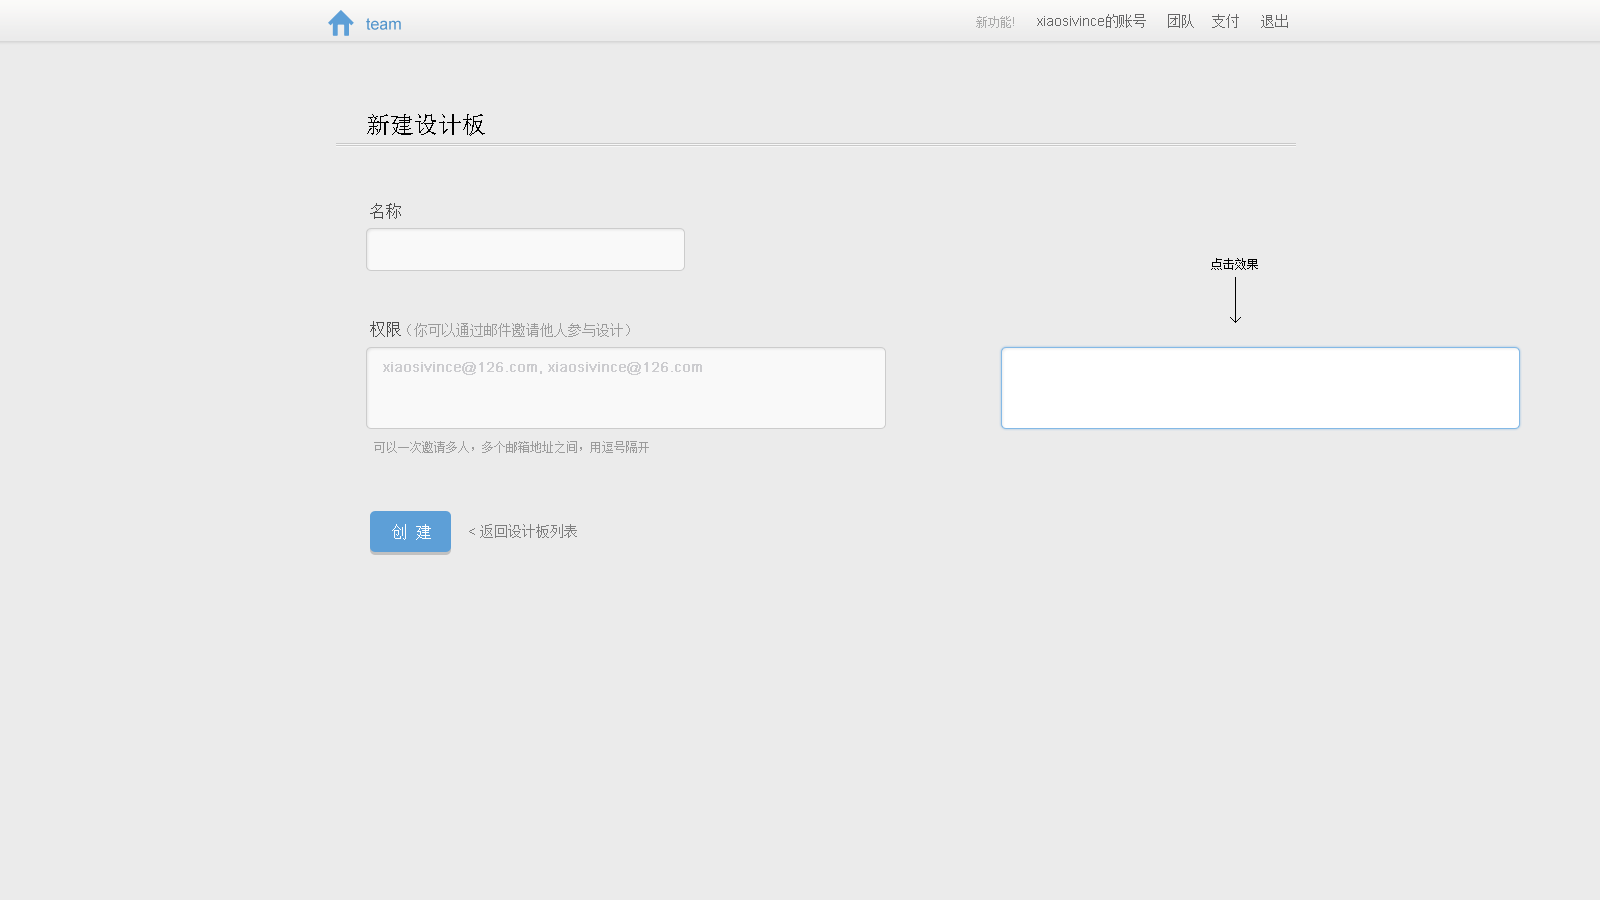 team 新功能! xiaosivince的账号 团队 支付 退出
新建设计板
名称
点击效果
权限（你可以通过邮件邀请他人参与设计）
xiaosivince@126.com, xiaosivince@126.com
可以一次邀请多人，多个邮箱地址之间，用逗号隔开
创 建 < 返回设计板列表